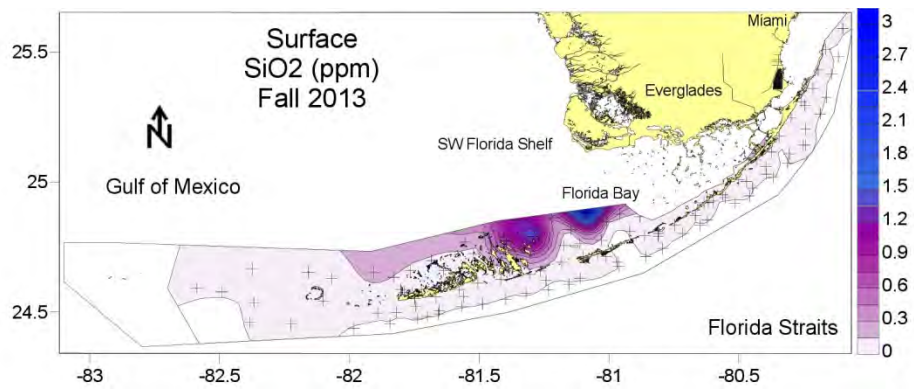 Surface
SiO2 (ppm)
Fall 2013
Miami
Everglades
SW Florida Shelf
N
Gulf of Mexico
Florida Bay
Florida Straits
25.5
25
24.5
-83
-82.5
-82
-81.5
-81
-80.5
3
2.7
2.4
2.1
1.8
1.5
1.2
0.9
0.6
0.3
0